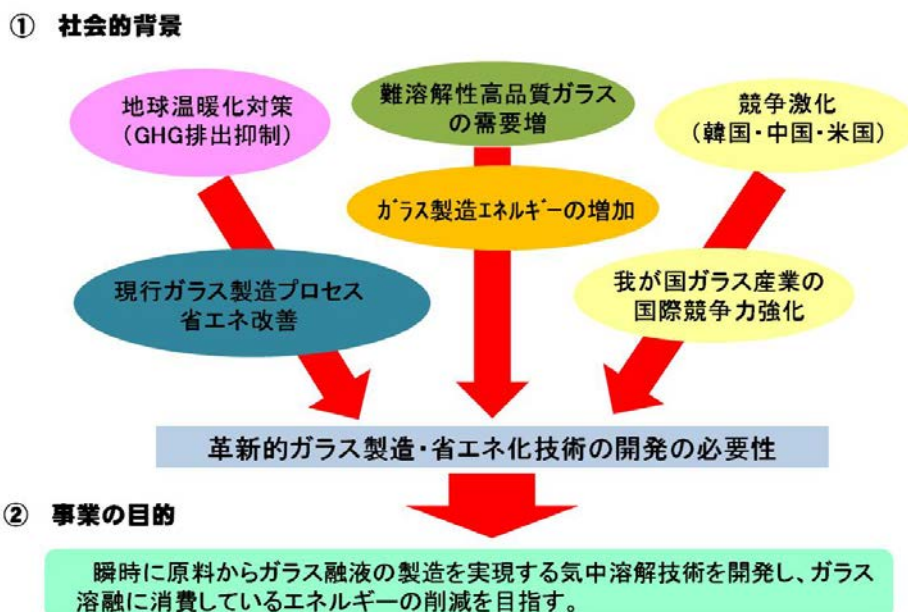 ① 社会的背景
地球温暖化対策
(GHG排出抑制)
難溶解性高品質ガラス
の需要増
競争激化
(韓国・中国・米国)
ガラス製造エネルギーの増加
現行ガラス製造プロセス
省エネ改善
我が国ガラス産業の
国際競争力強化
革新的ガラス製造・省エネ化技術の開発の必要性
② 事業の目的
瞬時に原料からガラス融液の製造を実現する気中溶解技術を開発し、ガラス
溶融に消費しているエネルギーの削減を目指す。